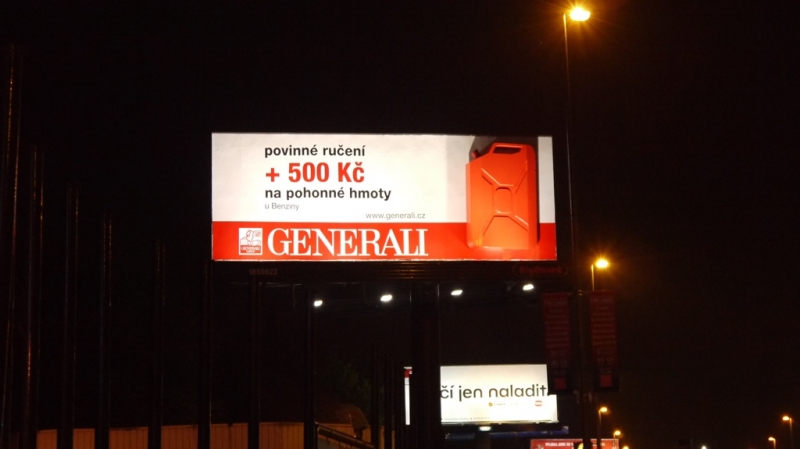 povinné ručení
+ 500 Kč
na pohonné hmoty
u Benziny
www.generali.cz
GENERALI
čí jen naladit